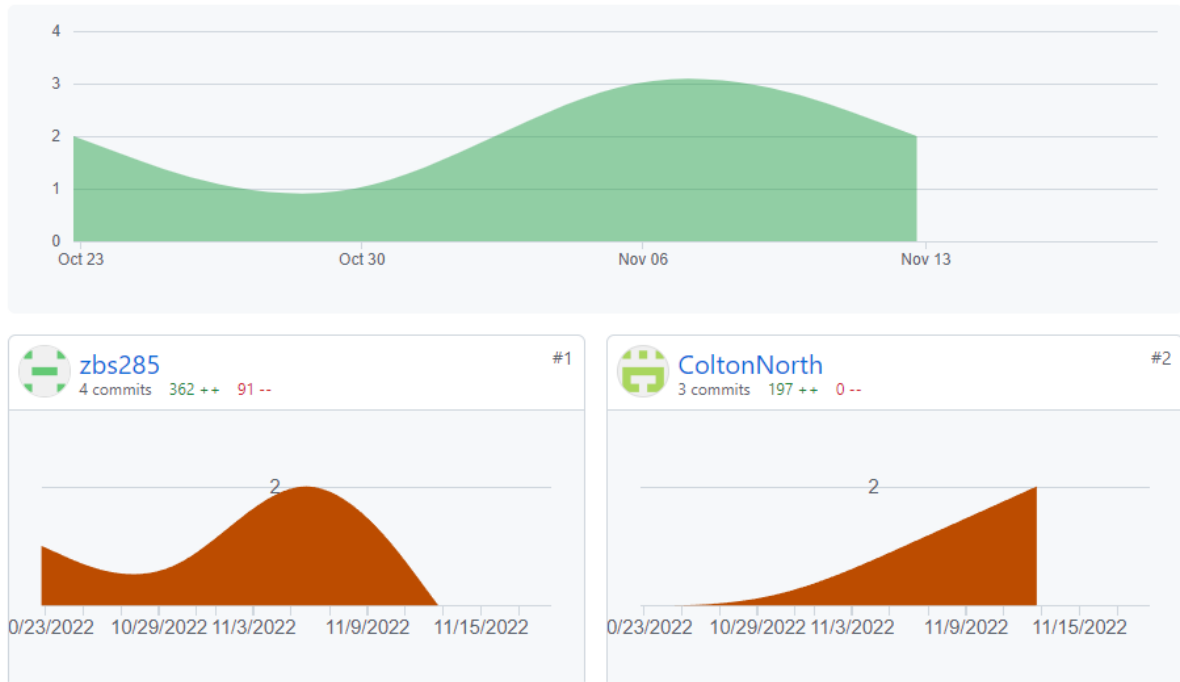 4
3
2
1
0
Oct 23 Oct 30 Nov 06 Nov 13
zbs285 #1
4 commits 362 ++ 91 --
2
0/23/2022 10/29/2022 11/3/2022 11/9/2022 11/15/2022
ColtonNorth #2
3 commits 197 ++ 0 --
2
0/23/2022 10/29/2022 11/3/2022 11/9/2022 11/15/2022